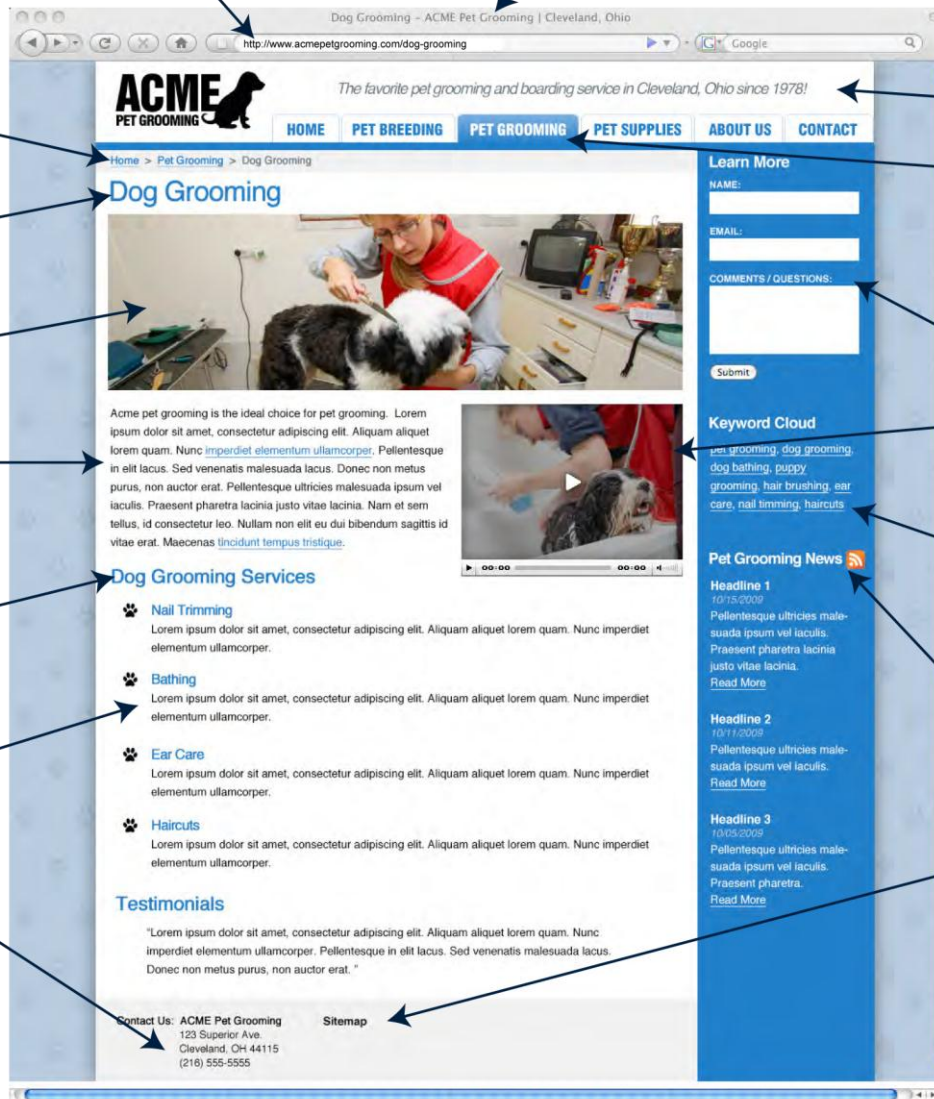 Dog Grooming – ACME Pet Grooming | Cleveland, Ohio
http://www.acmepetgrooming.com/dog-grooming
Google
ACME
PET GROOMING
The favorite pet grooming and boarding service in Cleveland, Ohio since 1978!
HOME PET BREEDING PET GROOMING PET SUPPLIES ABOUT US CONTACT
Home > Pet Grooming > Dog Grooming
Dog Grooming
Acme pet grooming is the ideal choice for pet grooming. Lorem
ipsum dolor sit amet, consectetur adipiscing elit. Aliquam aliquet
lorem quam. Nunc imperdiet elementum ullamcorper. Pellentesque
in elit lacus. Sed venenatis malesuada lacus. Donec non metus
purus, non auctor erat. Pellentesque ultricies malesuada ipsum vel
iaculis. Praesent pharetra lacinia justo vitae lacinia. Nam et sem
tellus, id consectetur leo. Nullam non elit eu dui bibendum sagittis id
vitae erat. Maecenas tincidunt tempus tristique.
00:00 00:00
Dog Grooming Services
Nail Trimming
Lorem ipsum dolor sit amet, consectetur adipiscing elit. Aliquam aliquet lorem quam. Nunc imperdiet
elementum ullamcorper.
Bathing
Lorem ipsum dolor sit amet, consectetur adipiscing elit. Aliquam aliquet lorem quam. Nunc imperdiet
elementum ullamcorper.
Ear Care
Lorem ipsum dolor sit amet, consectetur adipiscing elit. Aliquam aliquet lorem quam. Nunc imperdiet
elementum ullamcorper.
Haircuts
Lorem ipsum dolor sit amet, consectetur adipiscing elit. Aliquam aliquet lorem quam. Nunc imperdiet
elementum ullamcorper.
Testimonials
"Lorem ipsum dolor sit amet, consectetur adipiscing elit. Aliquam aliquet lorem quam. Nunc
imperdiet elementum ullamcorper. Pellentesque in elit lacus. Sed venenatis malesuada lacus.
Donec non metus purus, non auctor erat. "
Learn More
NAME:
EMAIL:
COMMENTS / QUESTIONS:
Submit
Keyword Cloud
pet grooming, dog grooming,
dog bathing, puppy
grooming, hair brushing, ear
care, nail timming, haircuts
Pet Grooming News
Headline 1
10/15/2009
Pellentesque ultricies male-
suada ipsum vel iaculis.
Praesent pharetra lacinia
justo vitae lacinia.
Read More
Headline 2
10/11/2009
Pellentesque ultricies male-
suada ipsum vel iaculis.
Read More
Headline 3
10/05/2009
Pellentesque ultricies male-
suada ipsum vel iaculis.
Praesent pharetra.
Read More
Contact Us: ACME Pet Grooming
123 Superior Ave.
Cleveland, OH 44115
(216) 555-5555
Sitemap